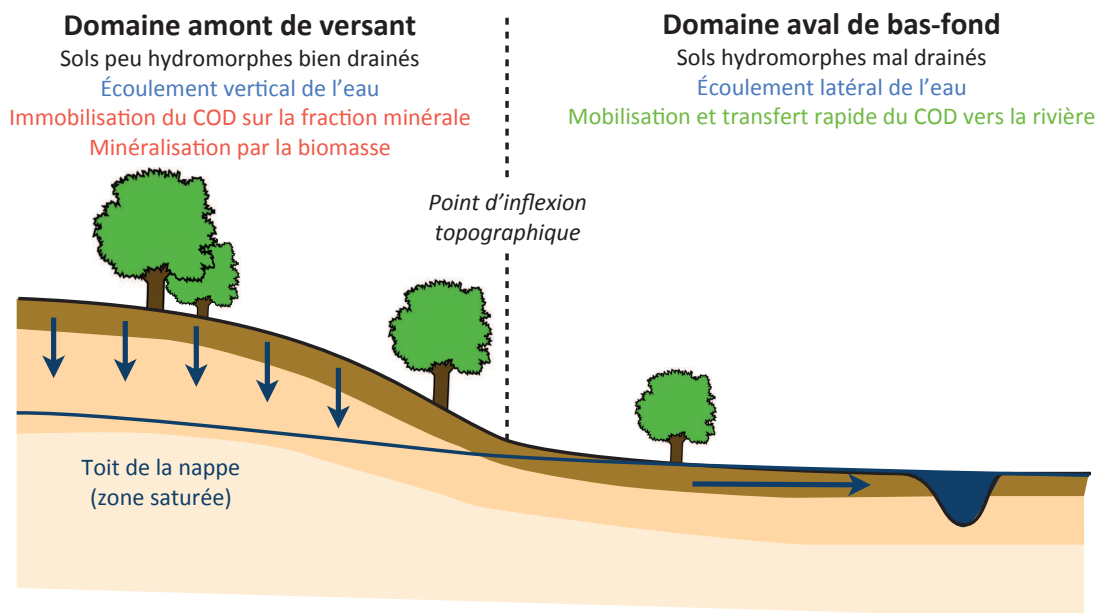 Domaine amont de versant
Sols peu hydromorphes bien drainés
Écoulement vertical de l’eau
Immobilisation du COD sur la fraction minérale
Minéralisation par la biomasse
Domaine aval de bas-fond
Sols hydromorphes mal drainés
Écoulement latéral de l’eau
Mobilisation et transfert rapide du COD vers la rivière
Point d’inflexion
topographique
Toit de la nappe
(zone saturée)